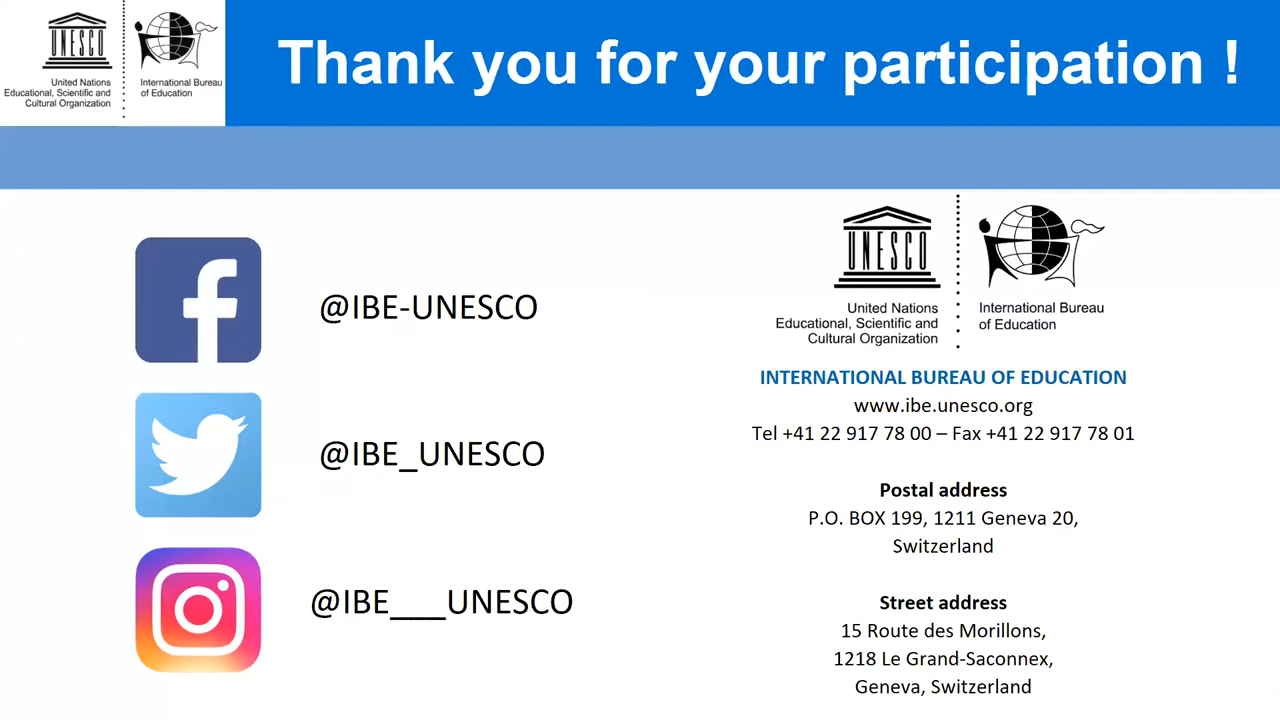 UNESCO
United Nations
Educational, Scientific and
Cultural Organization
International Bureau
of Education
Thank you for your participation !
@IBE-UNESCO
@IBE_UNESCO
@IBE___UNESCO
UNESCO
United Nations
Educational, Scientific and
Cultural Organization
International Bureau
of Education
INTERNATIONAL BUREAU OF EDUCATION
www.ibe.unesco.org
Tel +41 22 917 78 00 – Fax +41 22 917 78 01
Postal address
P.O. BOX 199, 1211 Geneva 20,
Switzerland
Street address
15 Route des Morillons,
1218 Le Grand-Saconnex,
Geneva, Switzerland